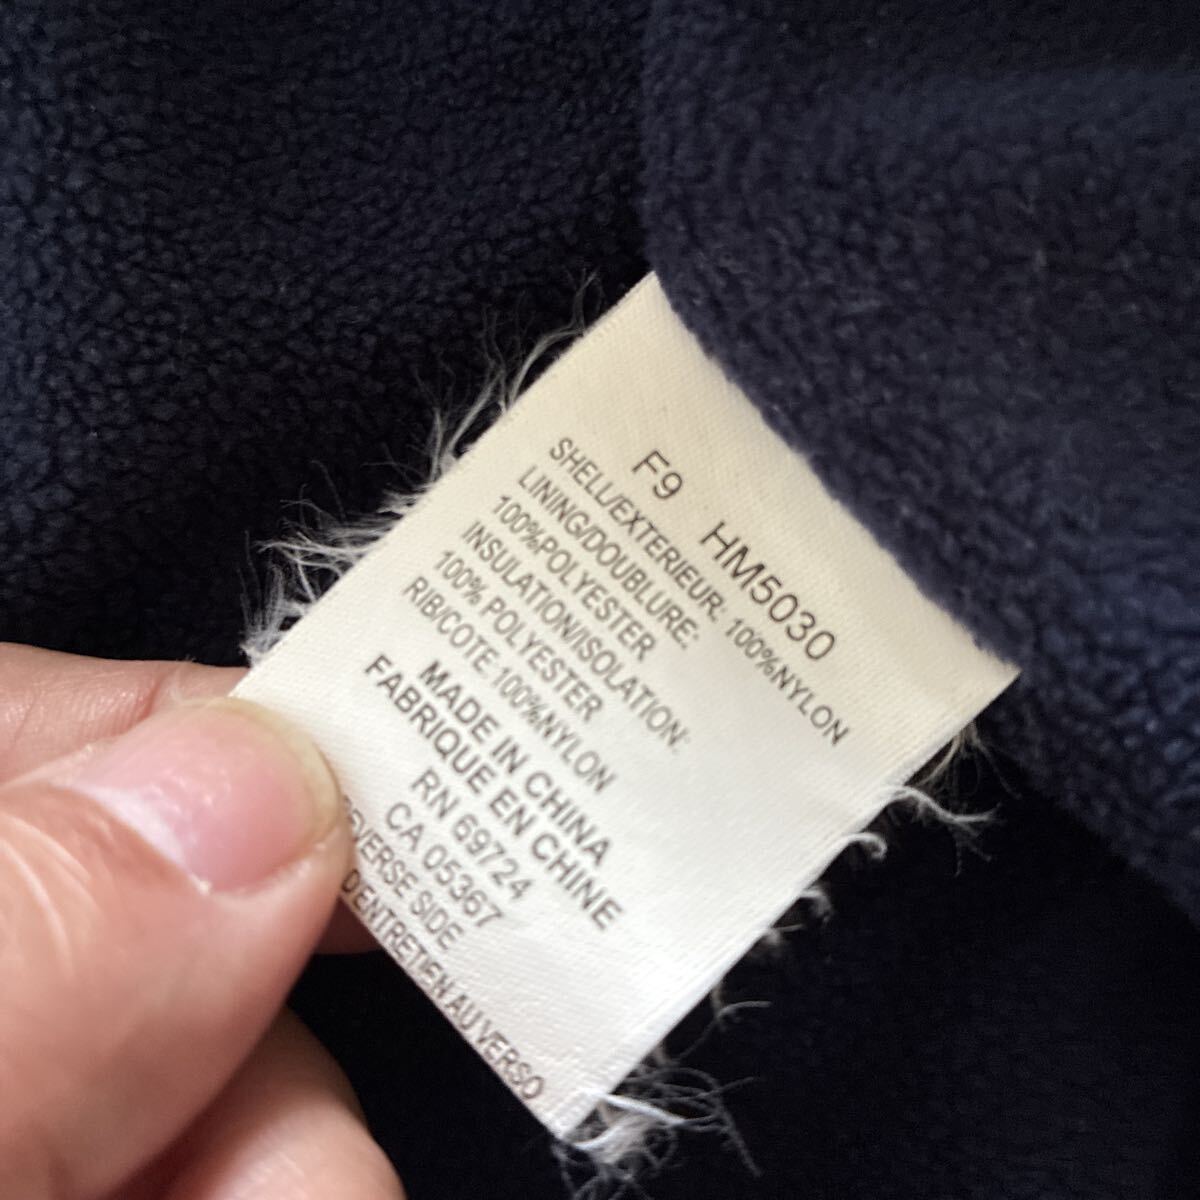 F9 HM5030
SHELL/EXTERIEUR: 100%NYLON
LINING/DOUBLURE:
100%POLYESTER
INSULATION/ISOLATION:
100% POLYESTER
RIB/COTE 100%NYLON
MADE IN CHINA
FABRIQUE EN CHINE
RN 69724
CA 05367
REVERSE SIDE
D'ENTRETIEN AU VERSO